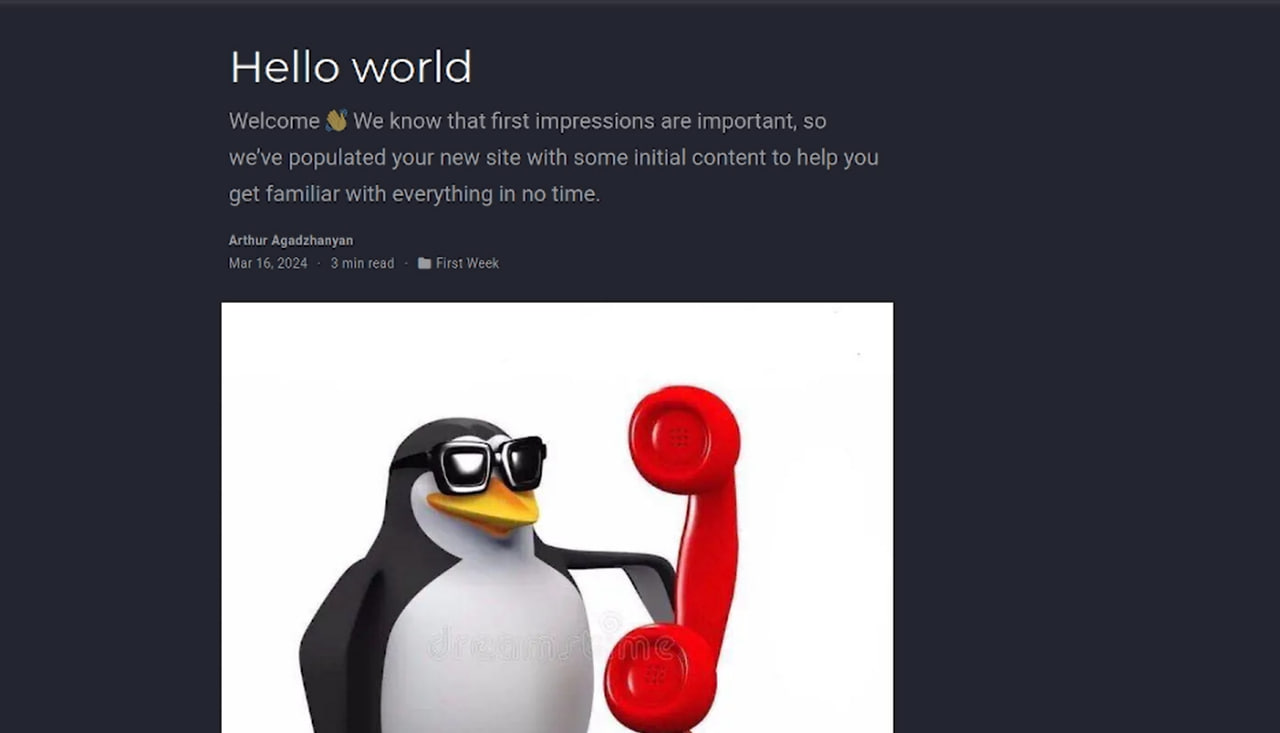 Hello world
Welcome 👋 We know that first impressions are important, so
we've populated your new site with some initial content to help you
get familiar with everything in no time.
Arthur Agadzhanyan
Mar 16, 2024 · 3 min read · First Week
dreamstime